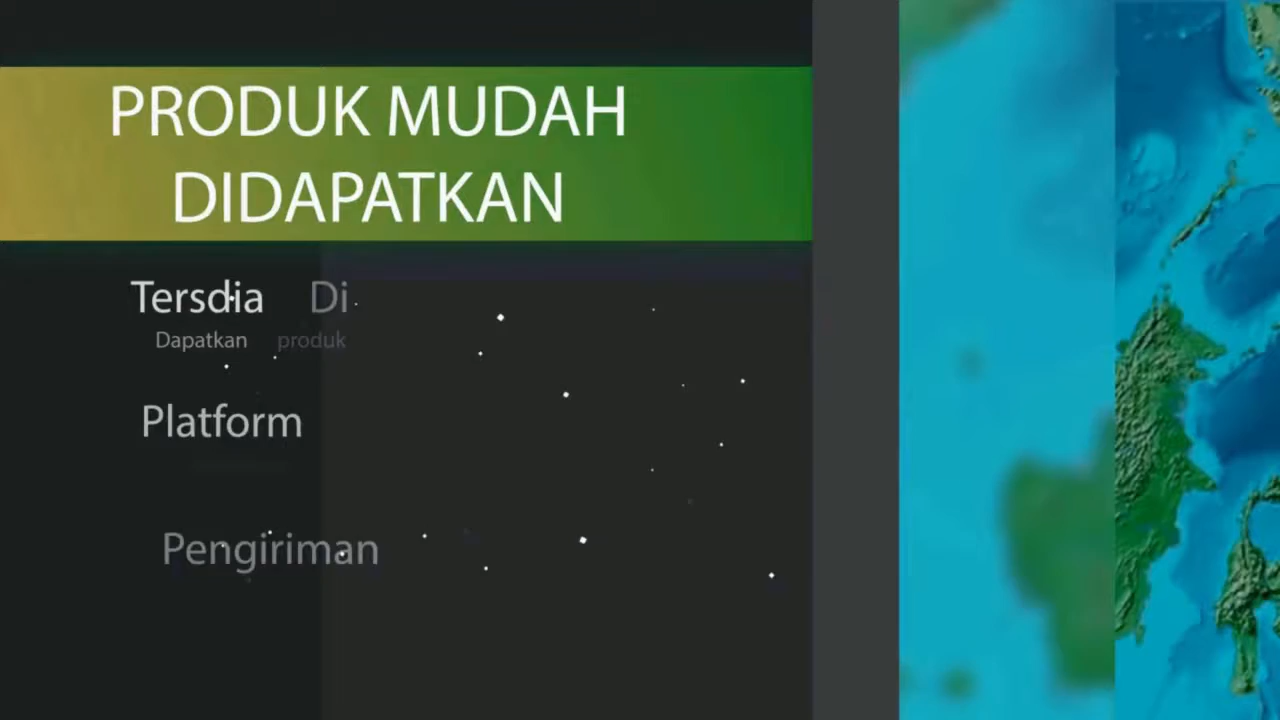 PRODUK MUDAH
DIDAPATKAN
Tersdia Di
Dapatkan produk
Platform
Pengiriman